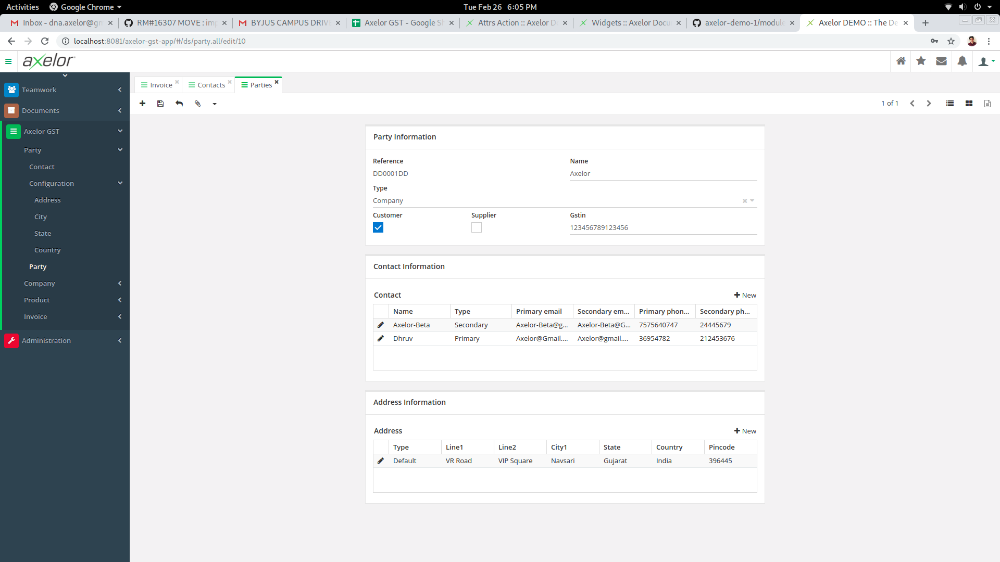 Activities Google Chrome Tue Feb 26 6:05 PM
Inbox - dna.axelor@gm RM#16307 MOVE : imp BYJUS CAMPUS DRIVE Axelor GST - Google Sh Attrs Action :: Axelor D Widgets :: Axelor Docu axelor-demo-1/module Axelor DEMO :: The De
localhost:8081/axelor-gst-app/#/ds/party.all/edit/10
axelor
Teamwork
Documents
Axelor GST
Party
Contact
Configuration
Address
City
State
Country
Party
Company
Product
Invoice
Administration
Invoice Contacts Parties
1 of 1
Party Information
Reference Name
DD0001DD Axelor
Type
Company
Customer Supplier Gstin
123456789123456
Contact Information
Contact New
Name Type Primary email Secondary em... Primary phon... Secondary ph...
Axelor-Beta Secondary Axelor-Beta@g... Axelor-Beta@G... 7575640747 24445679
Dhruv Primary Axelor@Gmail.... Axelor@gmail.... 36954782 212453676
Address Information
Address New
Type Line1 Line2 City1 State Country Pincode
Default VR Road VIP Square Navsari Gujarat India 396445